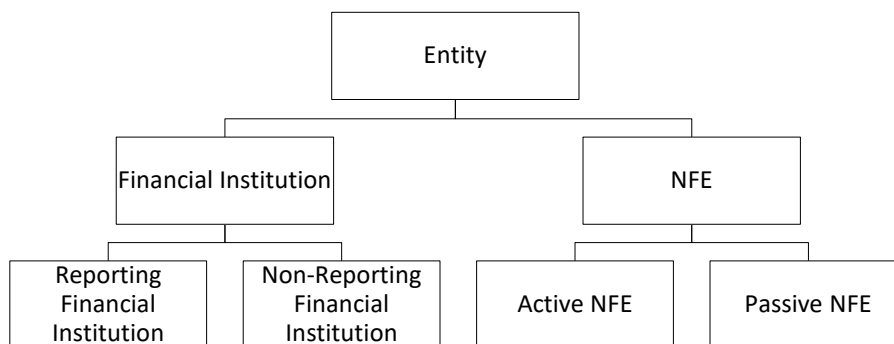 Entity
Financial Institution
NFE
Reporting
Financial
Institution
Non-Reporting
Financial
Institution
Active NFE
Passive NFE